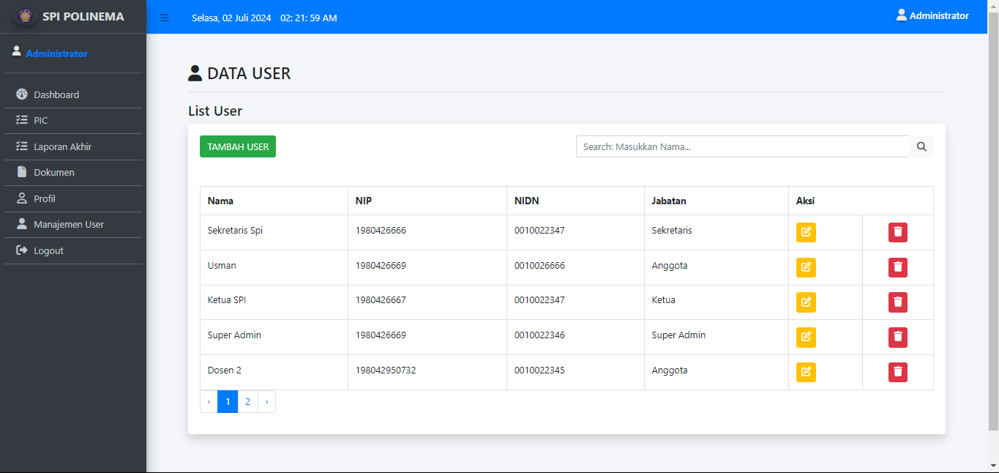 SPI POLINEMA
Selasa, 02 Juli 2024 02: 21: 59 AM
Administrator
Administrator
Dashboard
PIC
Laporan Akhir
Dokumen
Profil
Manajemen User
Logout
DATA USER
List User
TAMBAH USER
Search: Masukkan Nama...
Nama NIP NIDN Jabatan Aksi
Sekretaris Spi 1980426666 0010022347 Sekretaris
Usman 1980426669 0010026666 Anggota
Ketua SPI 1980426667 0010022347 Ketua
Super Admin 1980426669 0010022346 Super Admin
Dosen 2 198042950732 0010022345 Anggota
‹ 1 2 ›